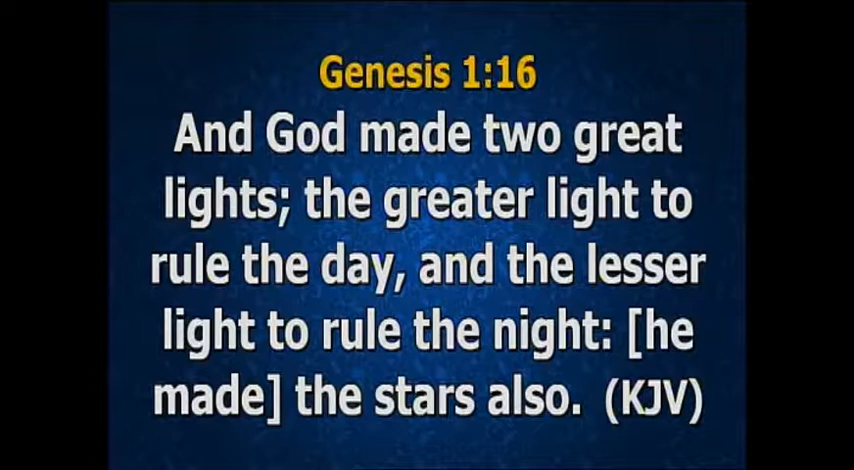 Genesis 1:16
And God made two great
lights; the greater light to
rule the day, and the lesser
light to rule the night: [he
made] the stars also. (KJV)